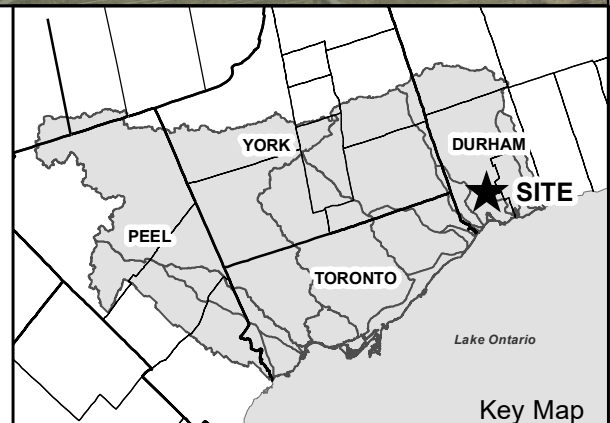 YORK
DURHAM
SITE
PEEL
TORONTO
Lake Ontario
Key Map